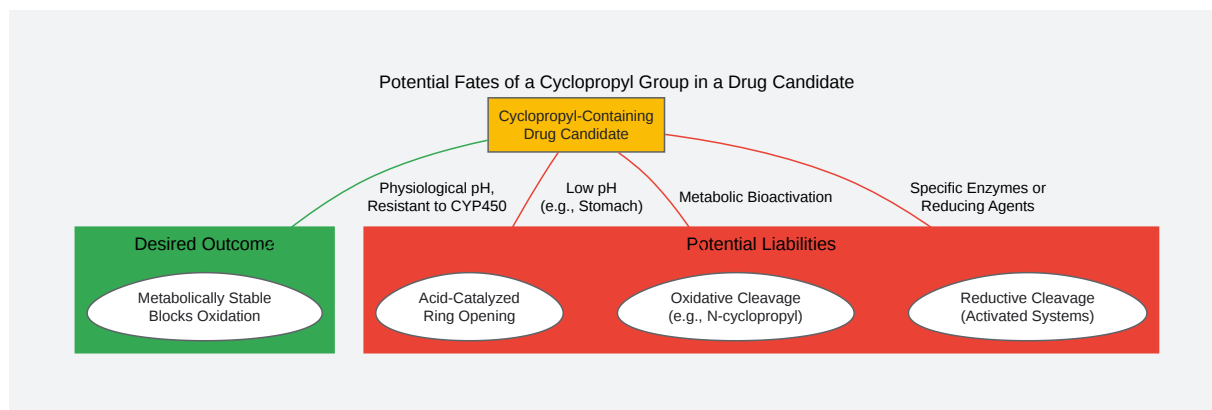 Potential Fates of a Cyclopropyl Group in a Drug Candidate
Cyclopropyl-Containing
Drug Candidate
Physiological pH,
Resistant to CYP450
Low pH
(e.g., Stomach)
Metabolic Bioactivation
Specific Enzymes or
Reducing Agents
Desired Outcome
Potential Liabilities
Metabolically Stable
Blocks Oxidation
Acid-Catalyzed
Ring Opening
Oxidative Cleavage
(e.g., N-cyclopropyl)
Reductive Cleavage
(Activated Systems)